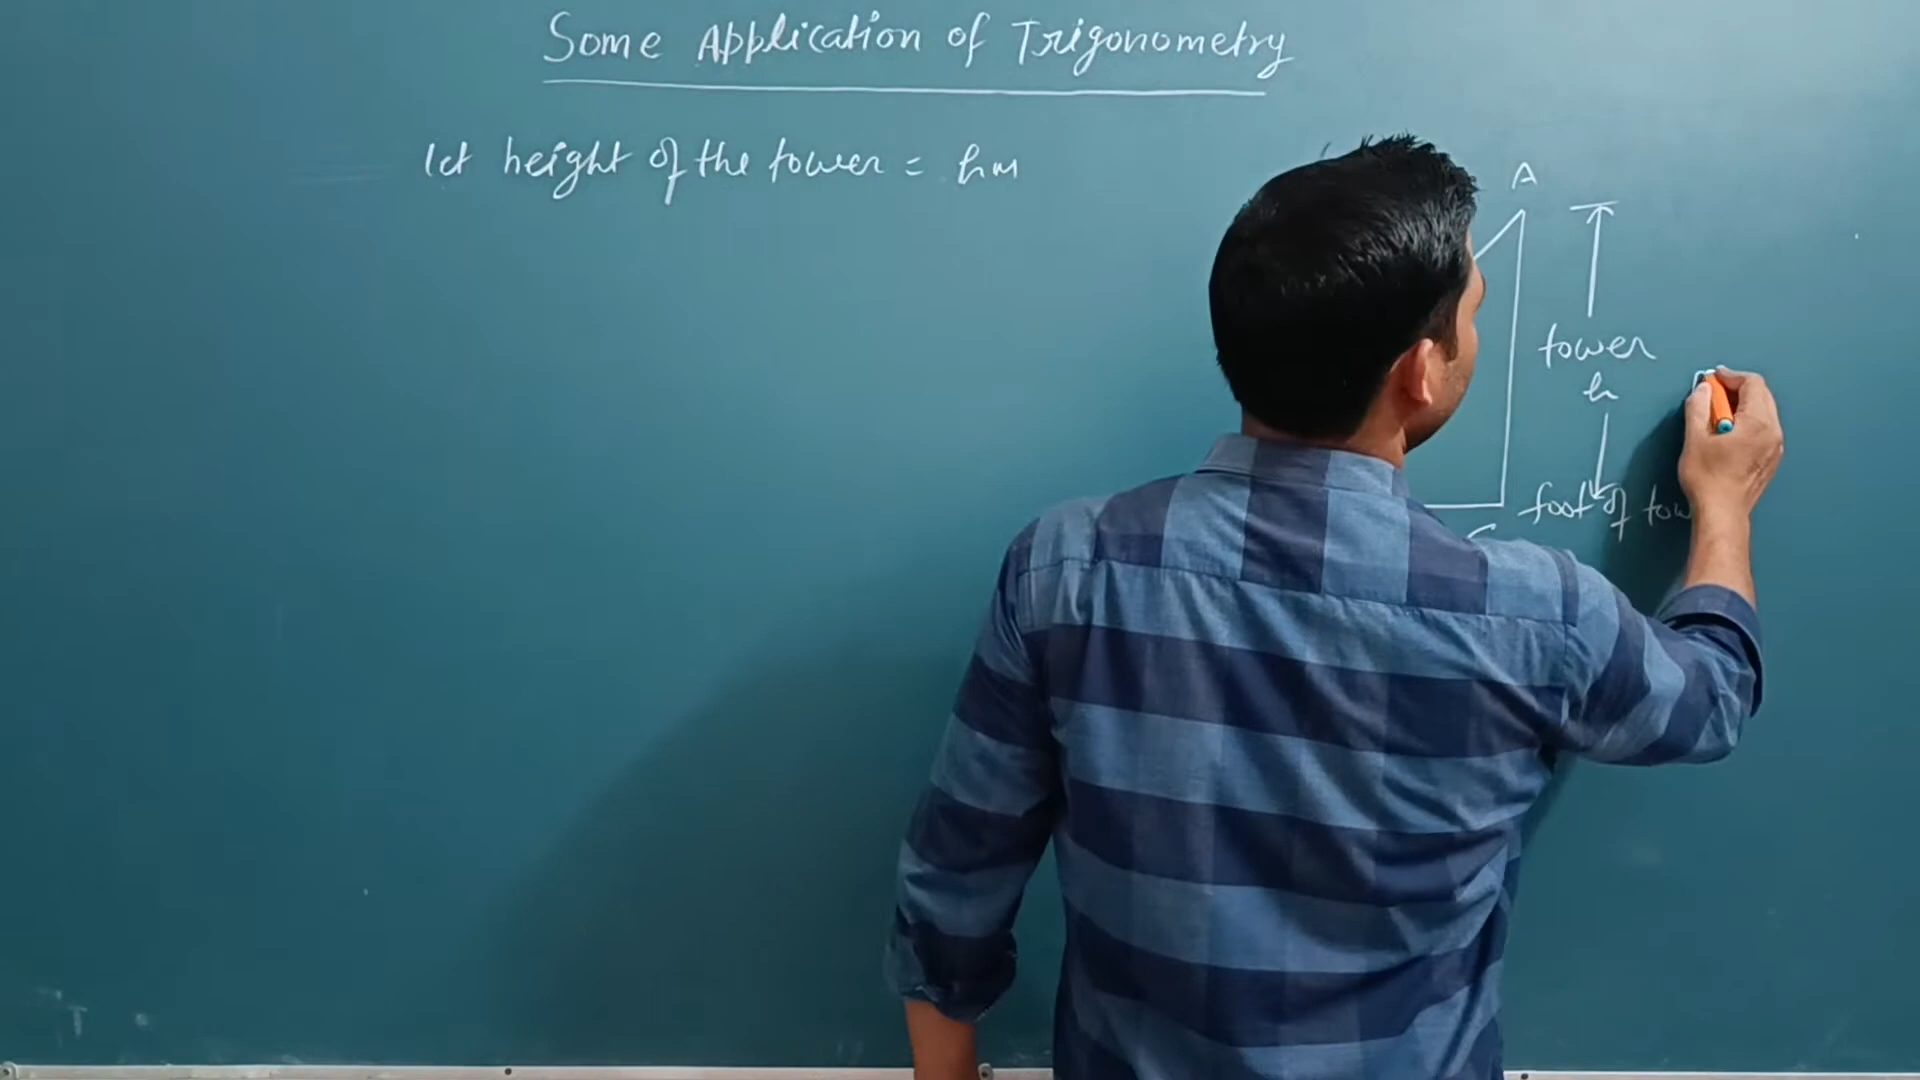 Some Application of Trigonometry
let height of the tower = hm
A
tower
h
foot of tow
C